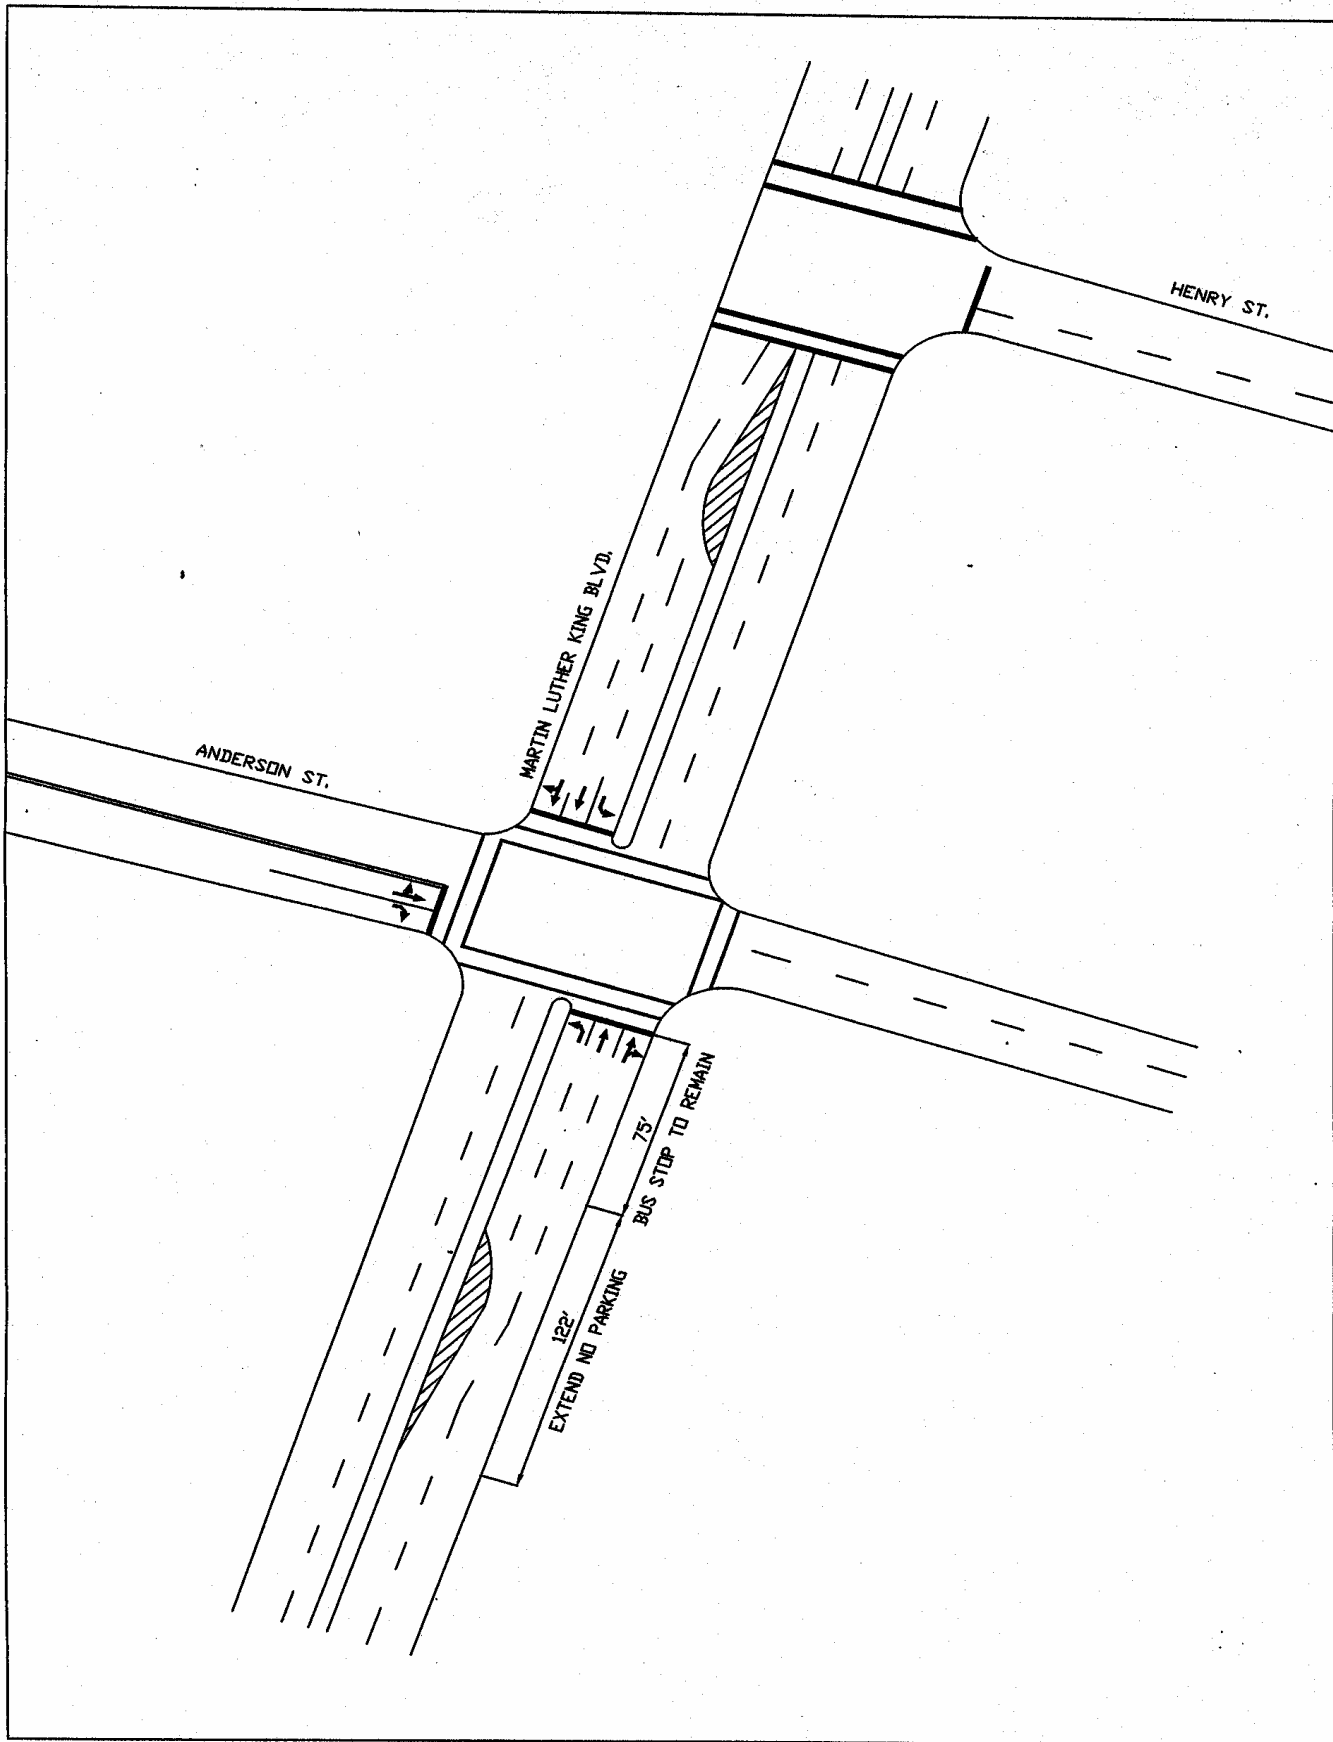 HENRY ST.
MARTIN LUTHER KING BLVD.
ANDERSON ST.
75'
BUS STOP TO REMAIN
122'
EXTEND NO PARKING